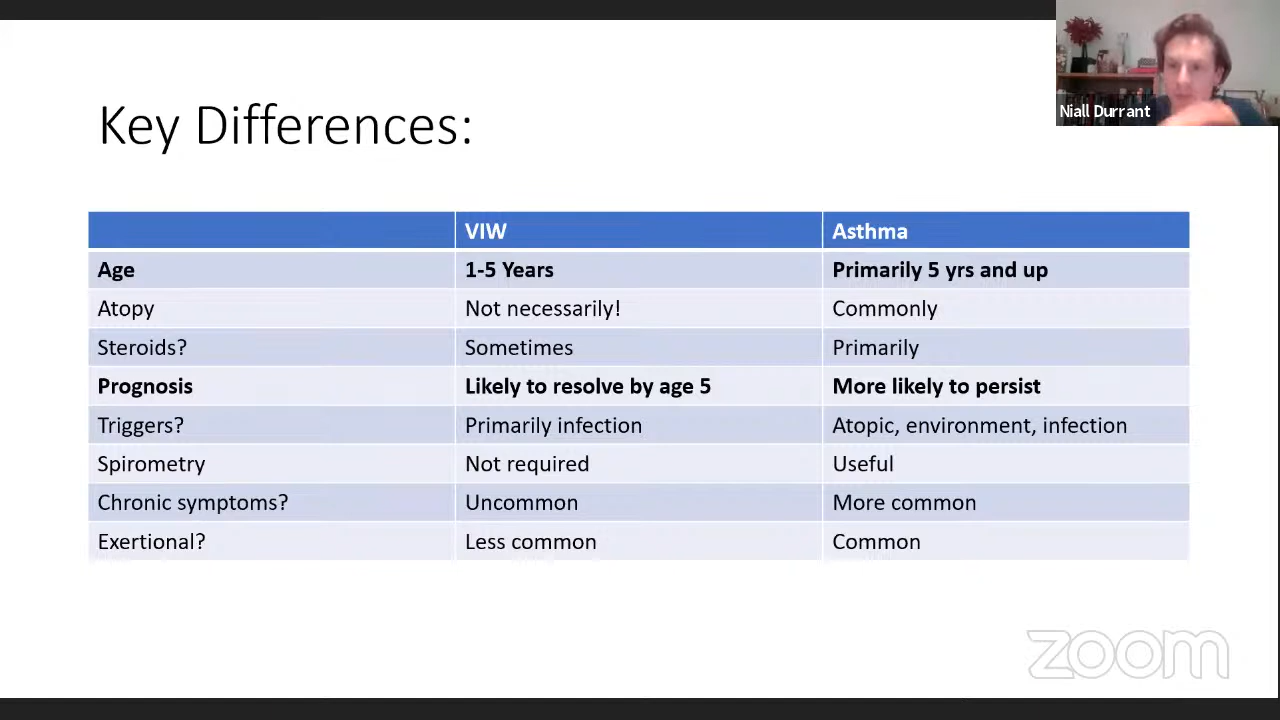 Niall Durrant
Key Differences:
VIW Asthma
Age 1-5 Years Primarily 5 yrs and up
Atopy Not necessarily! Commonly
Steroids? Sometimes Primarily
Prognosis Likely to resolve by age 5 More likely to persist
Triggers? Primarily infection Atopic, environment, infection
Spirometry Not required Useful
Chronic symptoms? Uncommon More common
Exertional? Less common Common
zoom